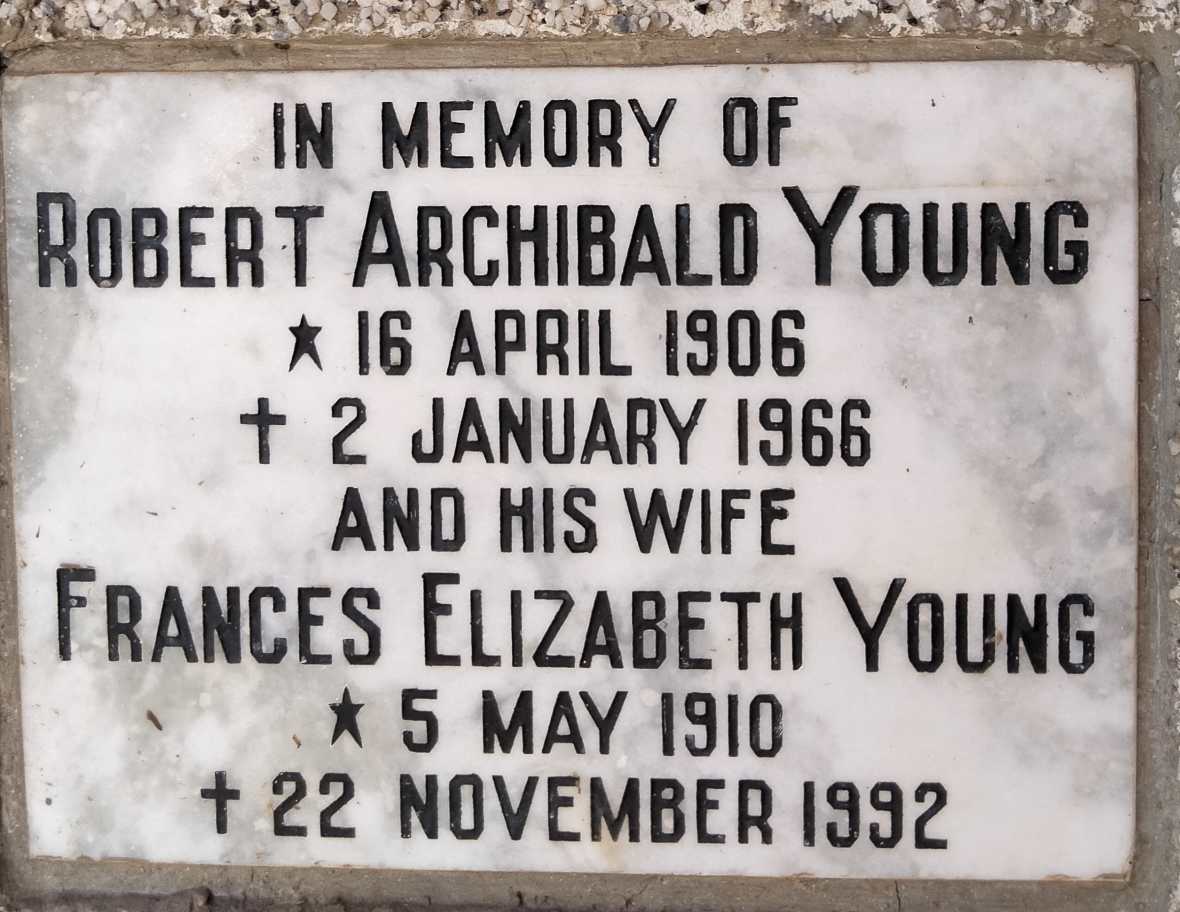 IN MEMORY OF
ROBERT ARCHIBALD YOUNG
★ 16 APRIL 1906
† 2 JANUARY 1966
AND HIS WIFE
FRANCES ELIZABETH YOUNG
★ 5 MAY 1910
† 22 NOVEMBER 1992